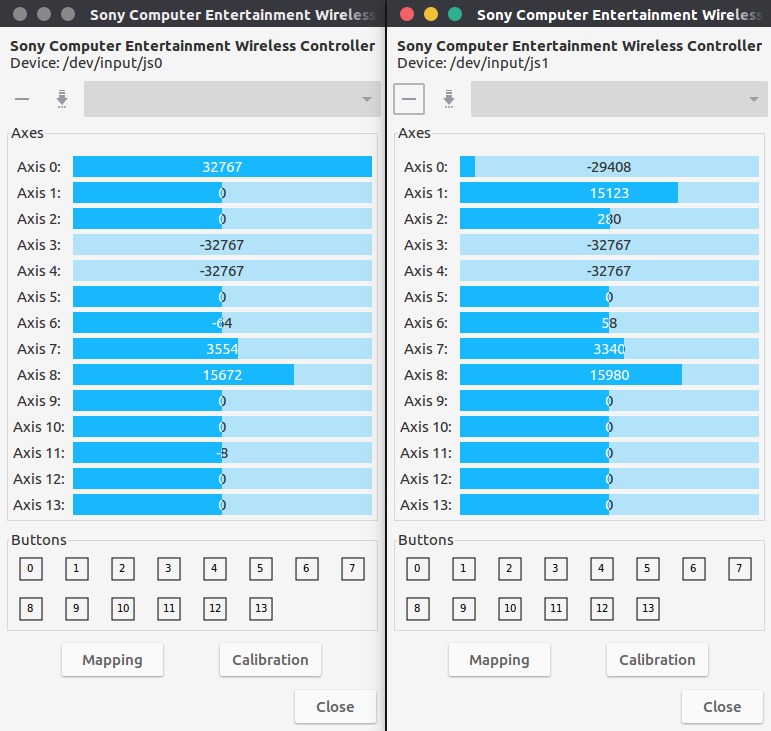 Sony Computer Entertainment Wireless
Sony Computer Entertainment Wireless Controller
Device: /dev/input/js0
Axes
Axis 0: 32767
Axis 1: 0
Axis 2: 0
Axis 3: -32767
Axis 4: -32767
Axis 5: 0
Axis 6: -64
Axis 7: 3554
Axis 8: 15672
Axis 9: 0
Axis 10: 0
Axis 11: -8
Axis 12: 0
Axis 13: 0
Buttons
0 1 2 3 4 5 6 7
8 9 10 11 12 13
Mapping Calibration
Close
Sony Computer Entertainment Wireless
Sony Computer Entertainment Wireless Controller
Device: /dev/input/js1
Axes
Axis 0: -29408
Axis 1: 15123
Axis 2: 280
Axis 3: -32767
Axis 4: -32767
Axis 5: 0
Axis 6: 58
Axis 7: 3340
Axis 8: 15980
Axis 9: 0
Axis 10: 0
Axis 11: 0
Axis 12: 0
Axis 13: 0
Buttons
0 1 2 3 4 5 6 7
8 9 10 11 12 13
Mapping Calibration
Close